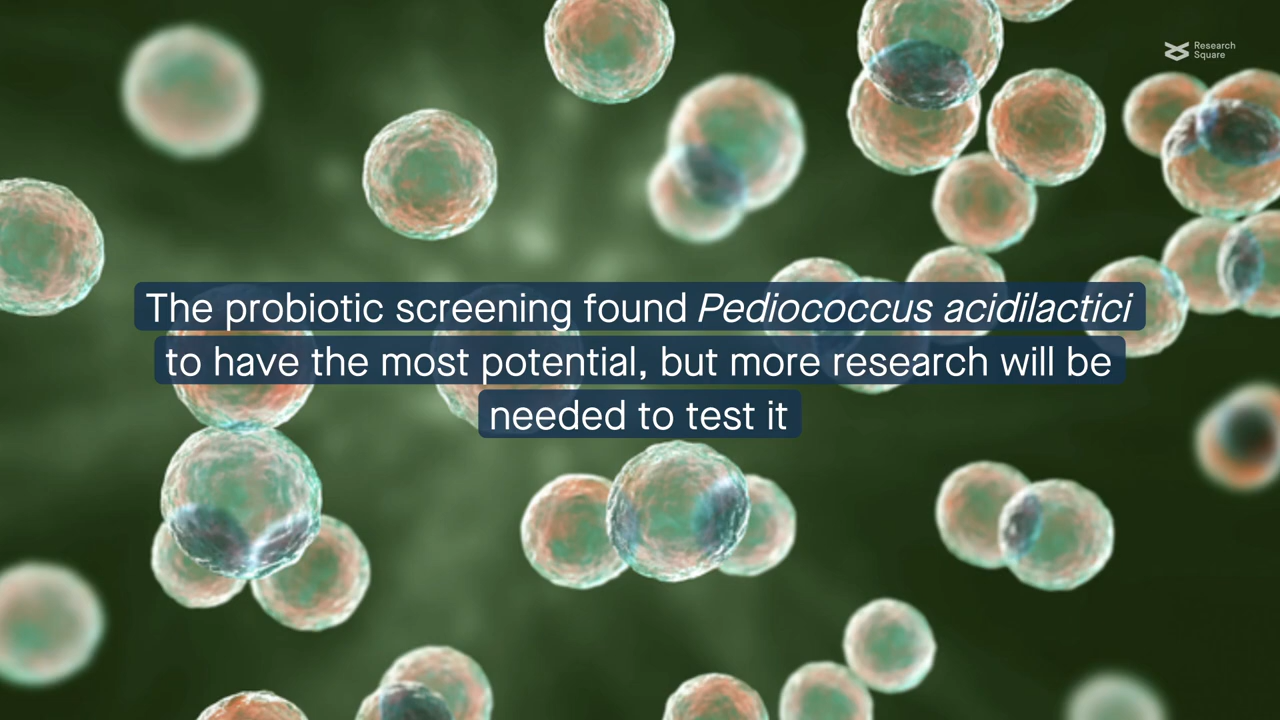 Research
Square
The probiotic screening found Pediococcus acidilactici
to have the most potential, but more research will be
needed to test it